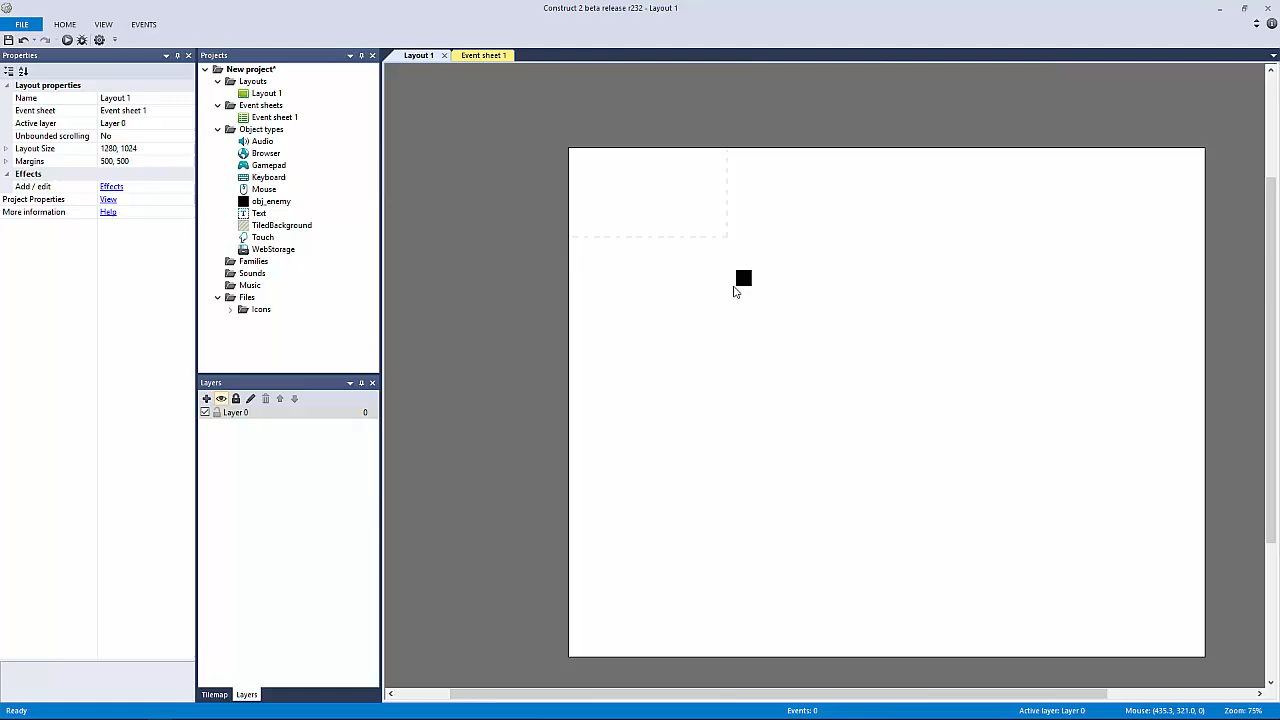 Construct 2 beta release r232 - Layout 1
FILE HOME VIEW EVENTS
Properties
Layout properties
Name Layout 1
Event sheet Event sheet 1
Active layer Layer 0
Unbounded scrolling No
Layout Size 1280, 1024
Margins 500, 500
Effects
Add / edit Effects
Project Properties View
More information Help
Projects
New project*
Layouts
Layout 1
Event sheets
Event sheet 1
Object types
Audio
Browser
Gamepad
Keyboard
Mouse
obj_enemy
Text
TiledBackground
Touch
WebStorage
Families
Sounds
Music
Files
Icons
Layers
Layer 0 0
Tilemap Layers
Layout 1 Event sheet 1
Ready Events: 0 Active layer: Layer 0 Mouse: (435.3, 321.0, 0) Zoom: 75%